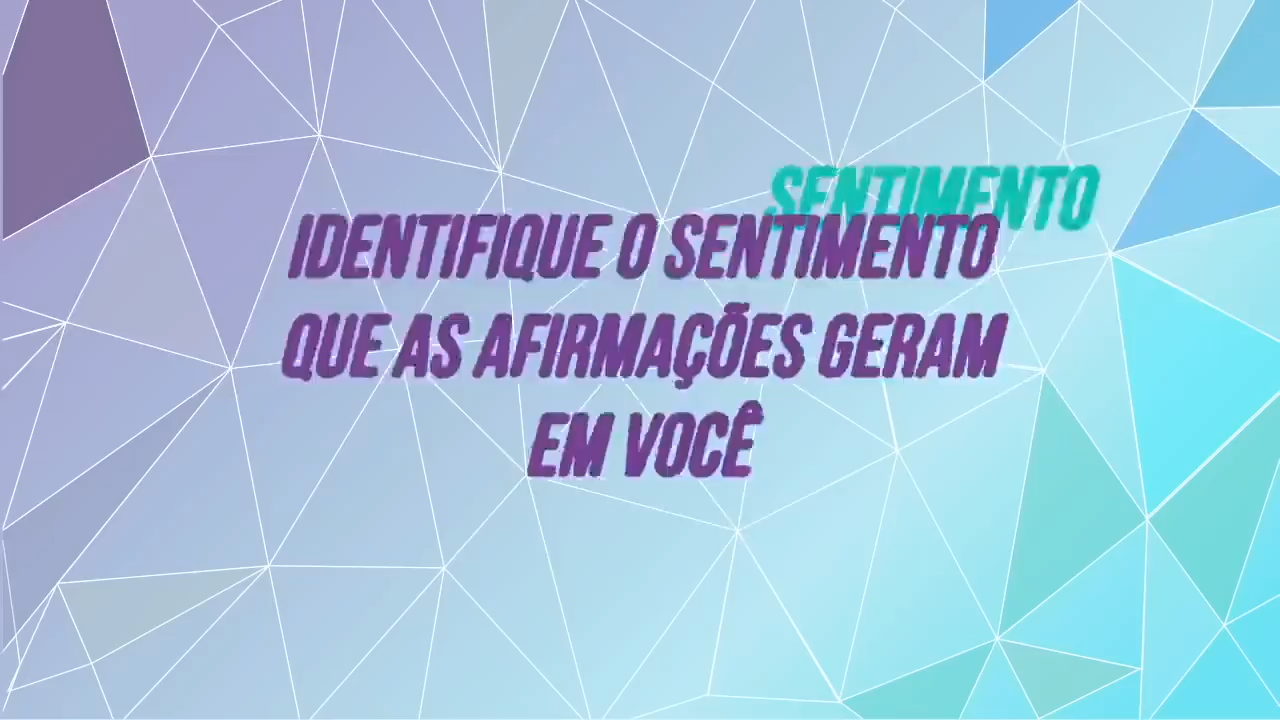 SENTIMENTO
IDENTIFIQUE O SENTIMENTO
QUE AS AFIRMAÇÕES GERAM
EM VOCÊ